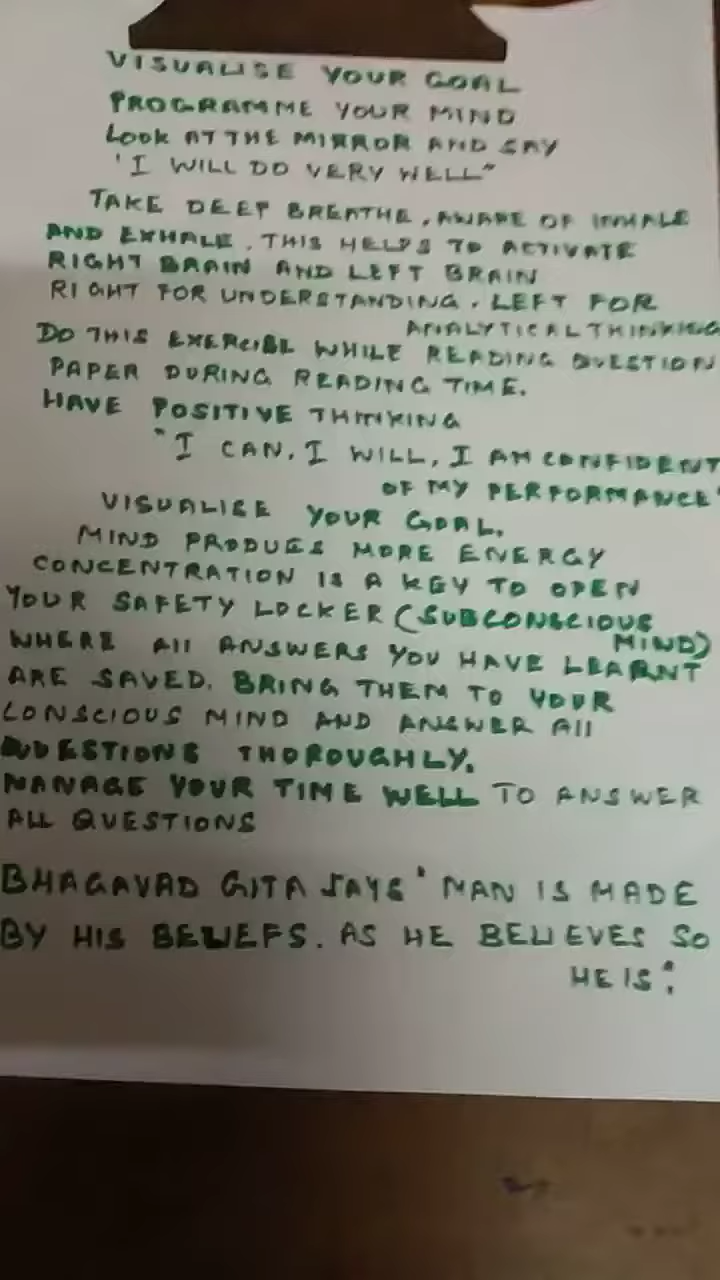 VISUALISE YOUR GOAL
PROGRAMME YOUR MIND
LOOK AT THE MIRROR AND SAY
'I WILL DO VERY WELL"
TAKE DEEP BREATHE, AWARE OF INHALE
AND EXHALE. THIS HELPS TO ACTIVATE
RIGHT BRAIN AND LEFT BRAIN
RIGHT FOR UNDERSTANDING. LEFT FOR
ANALYTICAL THINKING
DO THIS EXERCISE WHILE READING QUESTION
PAPER DURING READING TIME.
HAVE POSITIVE THINKING
"I CAN, I WILL, I AM CONFIDENT
OF MY PERFORMANCE"
VISUALISE YOUR GOAL.
MIND PRODUES MORE ENERGY
CONCENTRATION IS A KEY TO OPEN
YOUR SAFETY LOCKER (SUBCONSCIOUS
MIND)
WHERE All ANSWERS YOU HAVE LEARNT
ARE SAVED. BRING THEM TO YOUR
CONSCIOUS MIND AND ANSWER All
QUESTIONS THOROUGHLY.
MANAGE YOUR TIME WELL TO ANSWER
ALL QUESTIONS
BHAGAVAD GITA SAYS 'MAN IS MADE
BY HIS BELIEFS. AS HE BELIEVES SO
HE IS'.